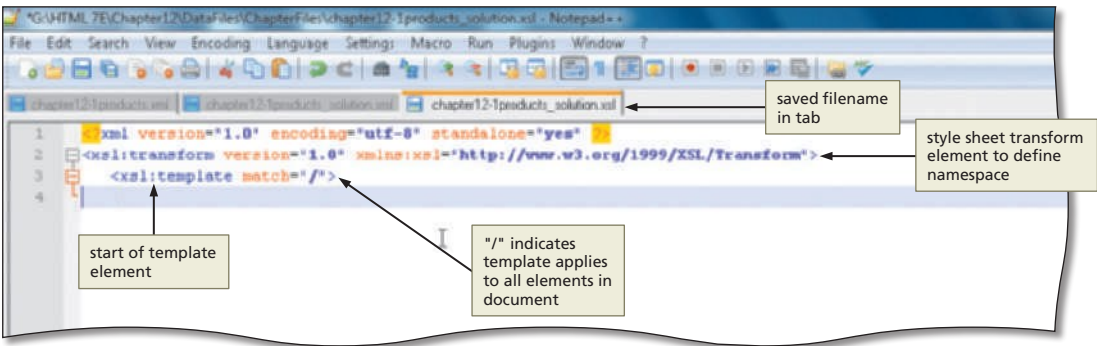 *G:\HTML 7E\Chapter12\DataFiles\ChapterFiles\chapter12-1products_solution.xsl - Notepad++
File Edit Search View Encoding Language Settings Macro Run Plugins Window ?
chapter12-1products.xml chapter12-1products_solution.xml chapter12-1products_solution.xsl
saved filename
in tab
1 <?xml version="1.0" encoding="utf-8" standalone="yes" ?>
2 <xsl:transform version="1.0" xmlns:xsl="http://www.w3.org/1999/XSL/Transform">
3 <xsl:template match="/">
4
style sheet transform
element to define
namespace
start of template
element
"/" indicates
template applies
to all elements in
document